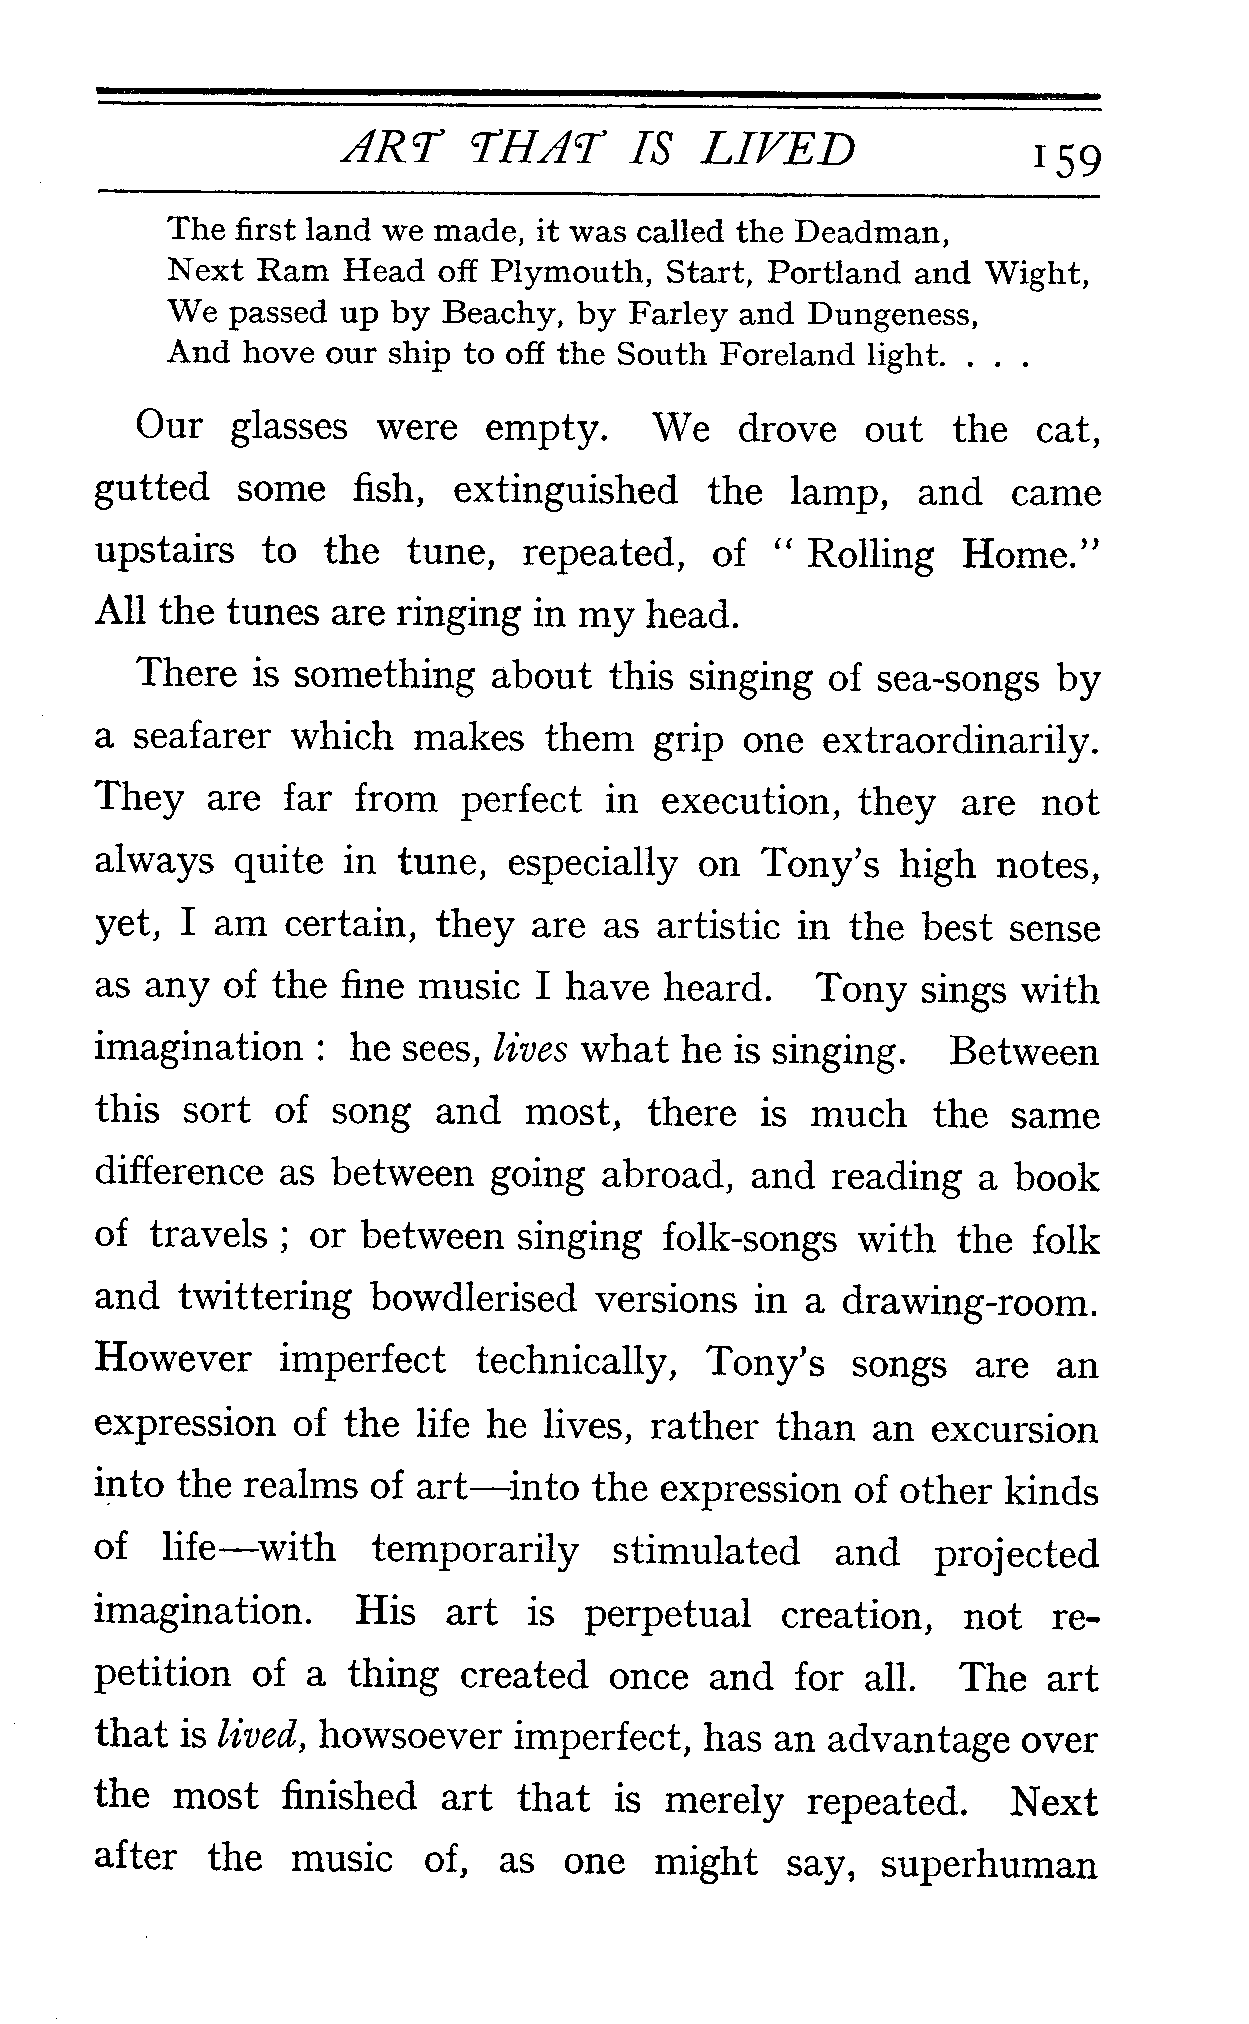 ART THAT IS LIVED 159
The first land we made, it was called the Deadman,
Next Ram Head off Plymouth, Start, Portland and Wight,
We passed up by Beachy, by Farley and Dungeness,
And hove our ship to off the South Foreland light. . . .
Our glasses were empty. We drove out the cat,
gutted some fish, extinguished the lamp, and came
upstairs to the tune, repeated, of “ Rolling Home.”
All the tunes are ringing in my head.
There is something about this singing of sea-songs by
a seafarer which makes them grip one extraordinarily.
They are far from perfect in execution, they are not
always quite in tune, especially on Tony's high notes,
yet, I am certain, they are as artistic in the best sense
as any of the fine music I have heard. Tony sings with
imagination : he sees, lives what he is singing. Between
this sort of song and most, there is much the same
difference as between going abroad, and reading a book
of travels ; or between singing folk-songs with the folk
and twittering bowdlerised versions in a drawing-room.
However imperfect technically, Tony's songs are an
expression of the life he lives, rather than an excursion
into the realms of art—into the expression of other kinds
of life—with temporarily stimulated and projected
imagination. His art is perpetual creation, not re-
petition of a thing created once and for all. The art
that is lived, howsoever imperfect, has an advantage over
the most finished art that is merely repeated. Next
after the music of, as one might say, superhuman